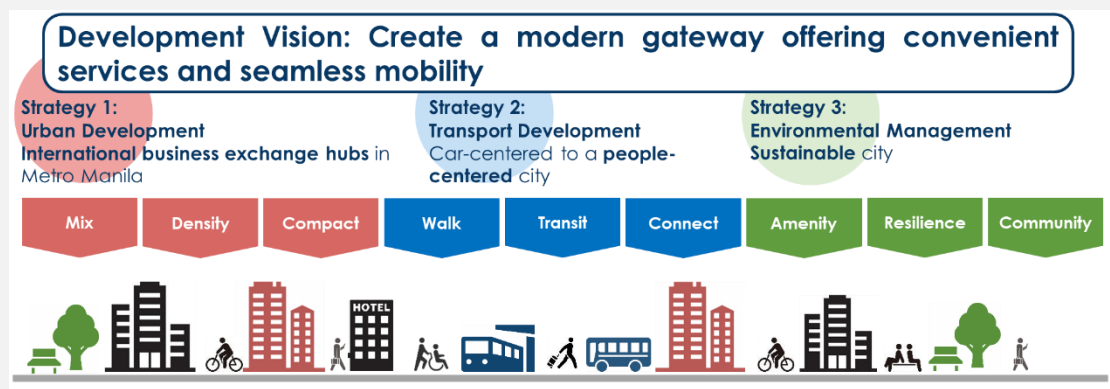 Development Vision: Create a modern gateway offering convenient
services and seamless mobility
Strategy 1:
Urban Development
International business exchange hubs in
Metro Manila
Strategy 2:
Transport Development
Car-centered to a people-
centered city
Strategy 3:
Environmental Management
Sustainable city
Mix
Density
Compact
Walk
Transit
Connect
Amenity
Resilience
Community
HOTEL